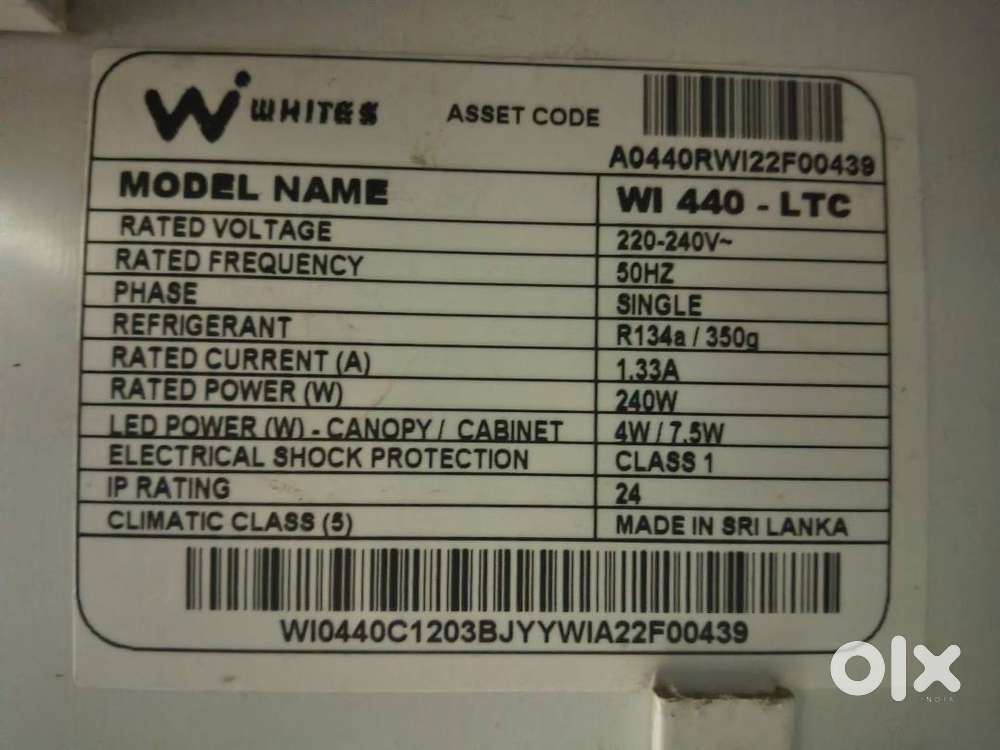 Wi WHITES ASSET CODE
A0440RWI22F00439
MODEL NAME WI 440 - LTC
RATED VOLTAGE 220-240V~
RATED FREQUENCY 50HZ
PHASE SINGLE
REFRIGERANT R134a / 350g
RATED CURRENT (A) 1.33A
RATED POWER (W) 240W
LED POWER (W) - CANOPY / CABINET 4W / 7.5W
ELECTRICAL SHOCK PROTECTION CLASS 1
IP RATING 24
CLIMATIC CLASS (5) MADE IN SRI LANKA
WI0440C1203BJYYWIA22F00439
olx
INDIA